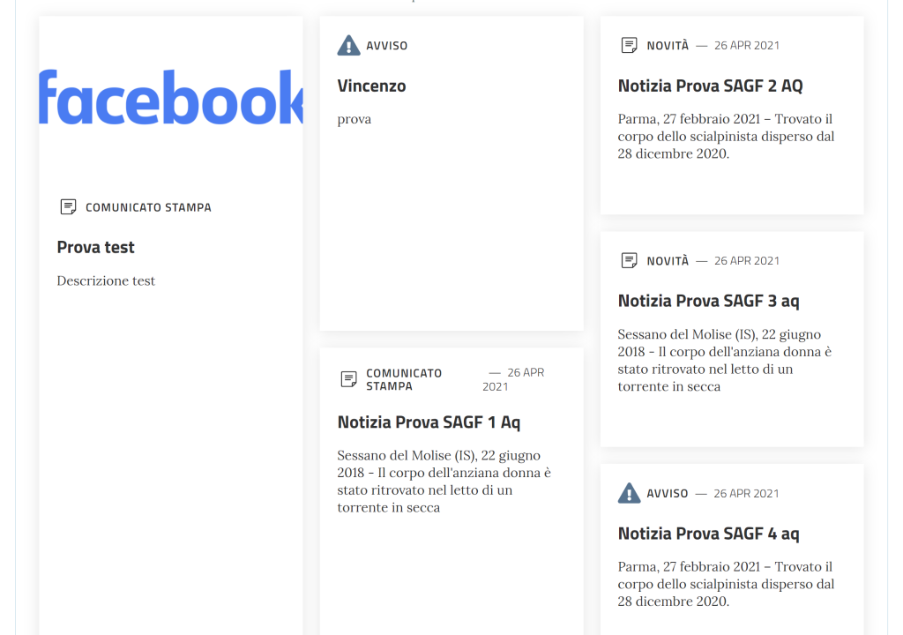 facebook
COMUNICATO STAMPA
Prova test
Descrizione test
AVVISO
Vincenzo
prova
COMUNICATO
STAMPA
— 26 APR
2021
Notizia Prova SAGF 1 Aq
Sessano del Molise (IS), 22 giugno
2018 - Il corpo dell'anziana donna è
stato ritrovato nel letto di un
torrente in secca
NOVITÀ — 26 APR 2021
Notizia Prova SAGF 2 AQ
Parma, 27 febbraio 2021 – Trovato il
corpo dello scialpinista disperso dal
28 dicembre 2020.
NOVITÀ — 26 APR 2021
Notizia Prova SAGF 3 aq
Sessano del Molise (IS), 22 giugno
2018 - Il corpo dell'anziana donna è
stato ritrovato nel letto di un
torrente in secca
AVVISO — 26 APR 2021
Notizia Prova SAGF 4 aq
Parma, 27 febbraio 2021 – Trovato il
corpo dello scialpinista disperso dal
28 dicembre 2020.